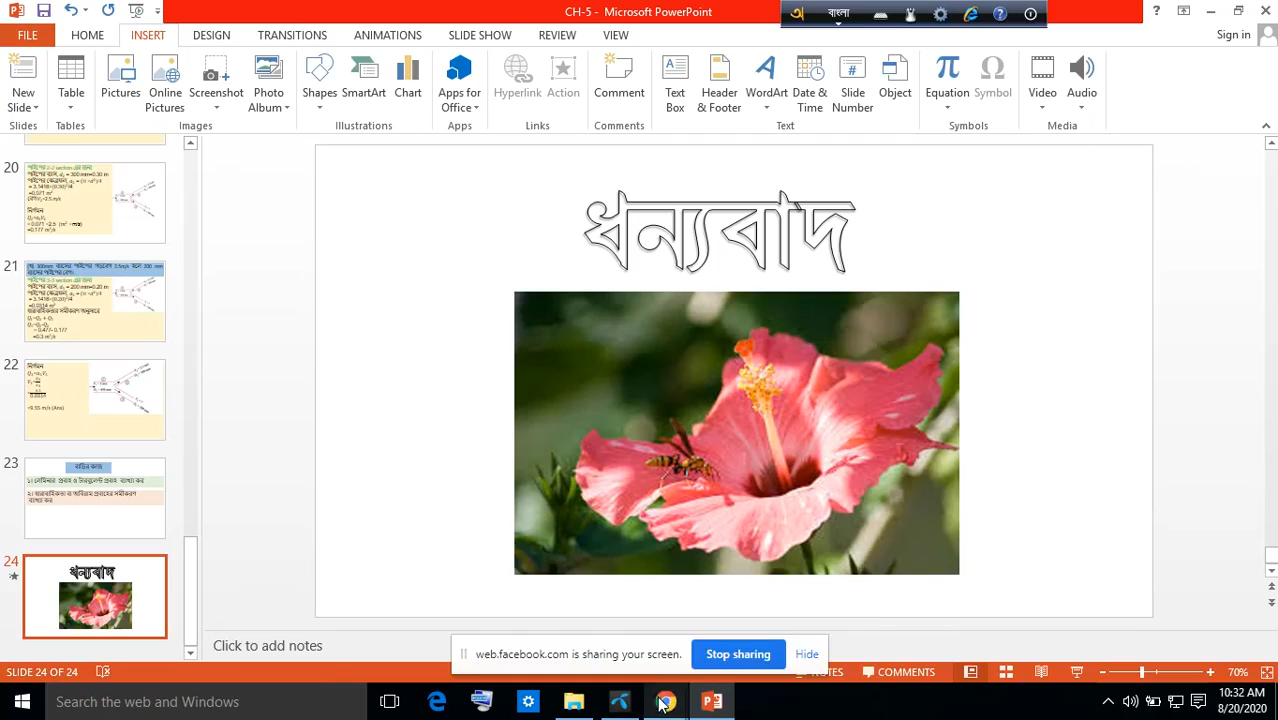 CH-5 - Microsoft PowerPoint
বাংলা
FILE HOME INSERT DESIGN TRANSITIONS ANIMATIONS SLIDE SHOW REVIEW VIEW
Sign in
New Slide
Table
Pictures
Online Pictures
Screenshot
Photo Album
Shapes
SmartArt
Chart
Apps for Office
Hyperlink
Action
Comment
Text Box
Header & Footer
WordArt
Date & Time
Slide Number
Object
Equation
Symbol
Video
Audio
Slides Tables Images Illustrations Apps Links Comments Text Symbols Media
20
21
22
নির্গমন
=9.55 m/s (Ans)
23
বাড়ির কাজ
24
ধন্যবাদ
ধন্যবাদ
Click to add notes
web.facebook.com is sharing your screen.
Stop sharing
Hide
SLIDE 24 OF 24
NOTES
COMMENTS
70%
Search the web and Windows
10:32 AM
8/20/2020